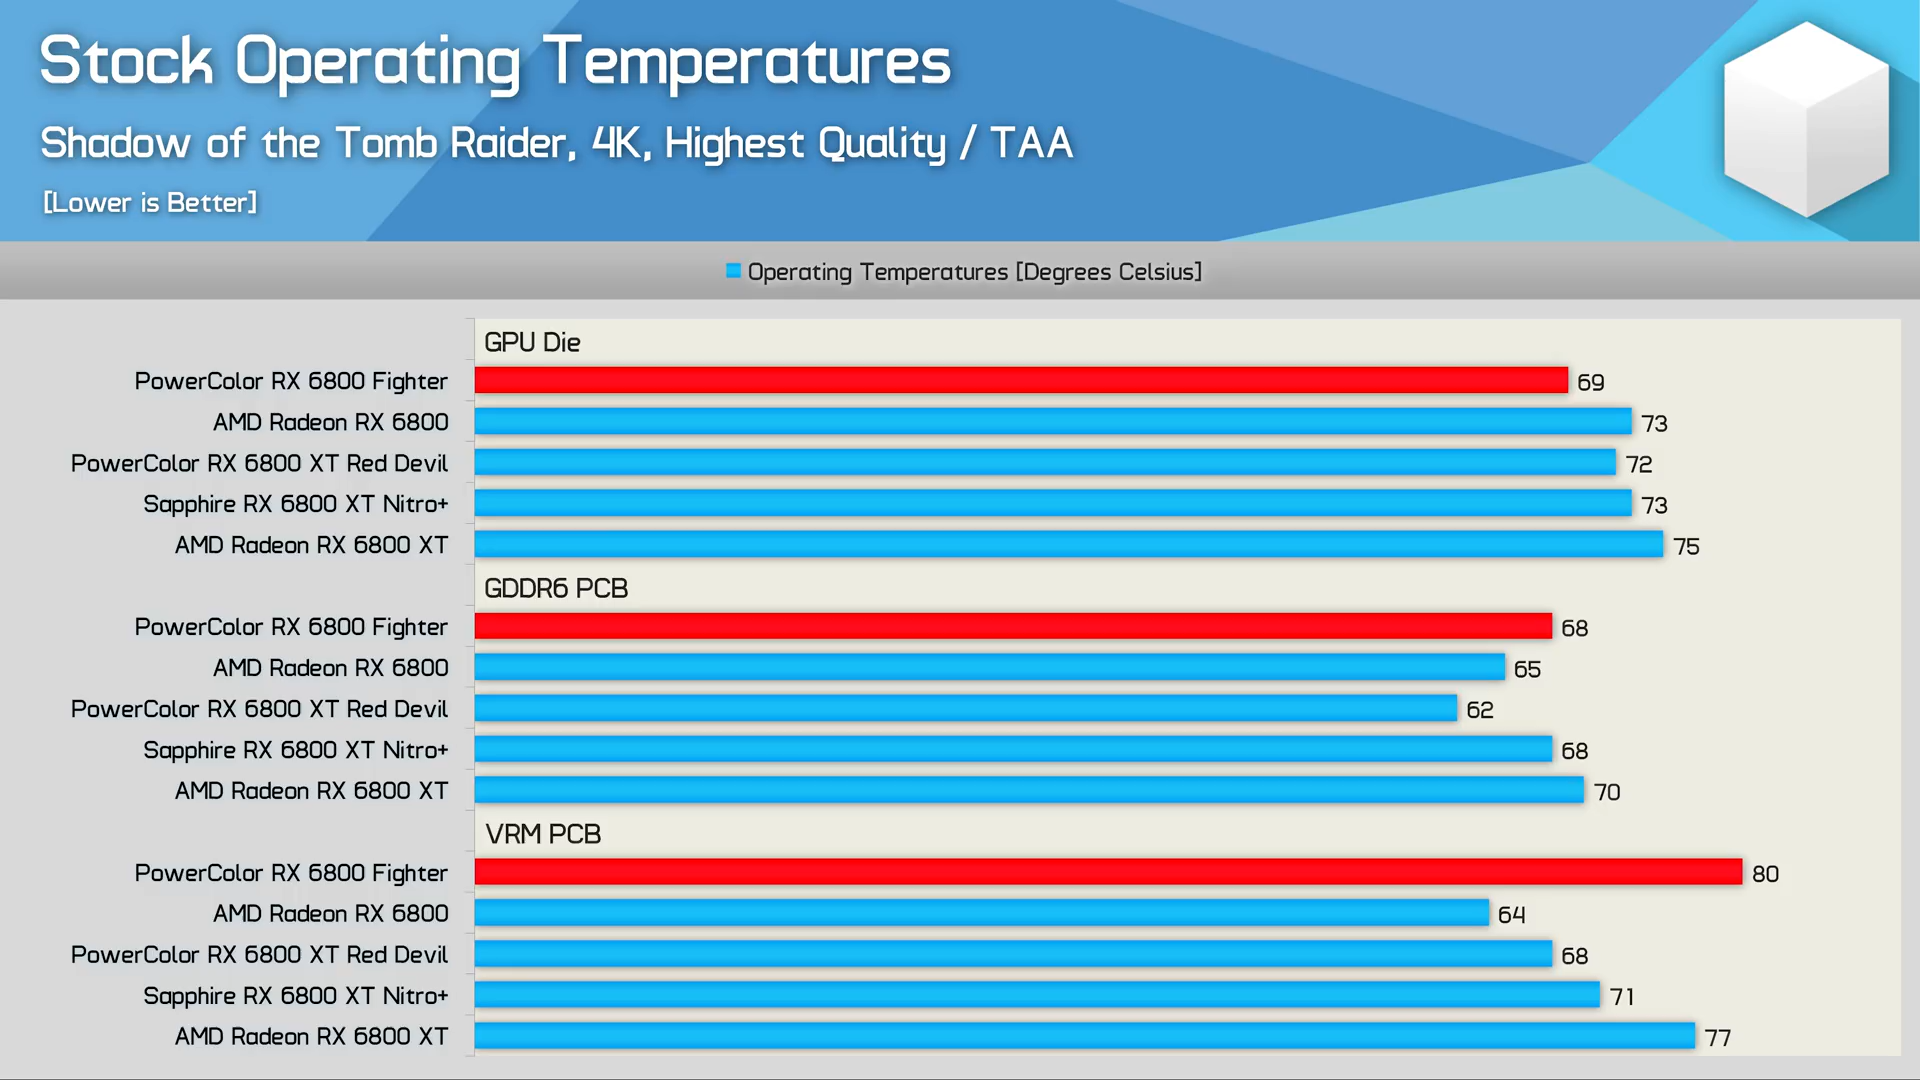 Stock Operating Temperatures
Shadow of the Tomb Raider, 4K, Highest Quality / TAA
[Lower is Better]
Operating Temperatures [Degrees Celsius]
GPU Die
PowerColor RX 6800 Fighter 69
AMD Radeon RX 6800 73
PowerColor RX 6800 XT Red Devil 72
Sapphire RX 6800 XT Nitro+ 73
AMD Radeon RX 6800 XT 75
GDDR6 PCB
PowerColor RX 6800 Fighter 68
AMD Radeon RX 6800 65
PowerColor RX 6800 XT Red Devil 62
Sapphire RX 6800 XT Nitro+ 68
AMD Radeon RX 6800 XT 70
VRM PCB
PowerColor RX 6800 Fighter 80
AMD Radeon RX 6800 64
PowerColor RX 6800 XT Red Devil 68
Sapphire RX 6800 XT Nitro+ 71
AMD Radeon RX 6800 XT 77